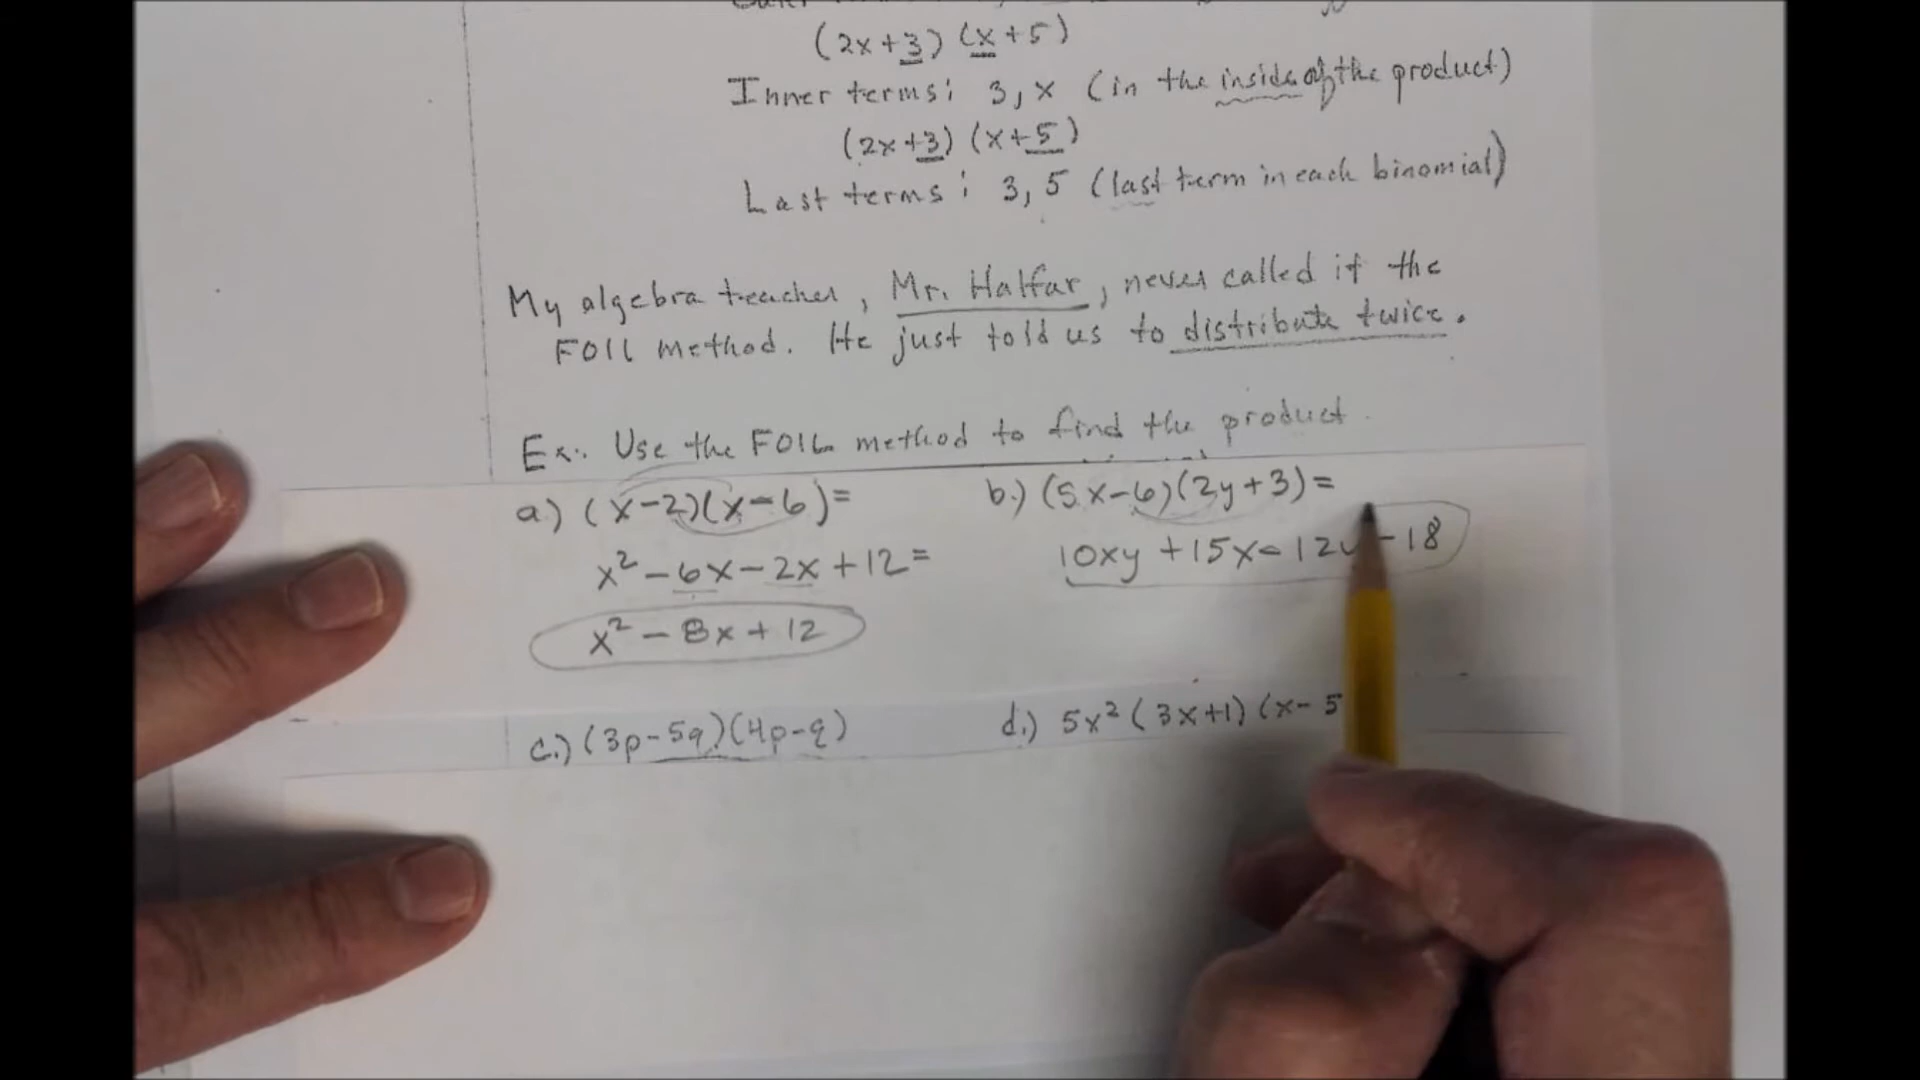 (2x+3) (x+5)
Inner terms: 3, x (in the inside of the product)
(2x+3) (x+5)
Last terms: 3, 5 (last term in each binomial)
My algebra teacher, Mr. Halfar, never called it the
FOIL method. He just told us to distribute twice.
Ex: Use the FOIL method to find the product.
a.) (x-2)(x-6)=
x² - 6x - 2x + 12 =
x² - 8x + 12
b.) (5x-6)(2y+3)=
10xy + 15x - 12y - 18
c.) (3p-5q)(4p-q)
d.) 5x² (3x+1) (x-5